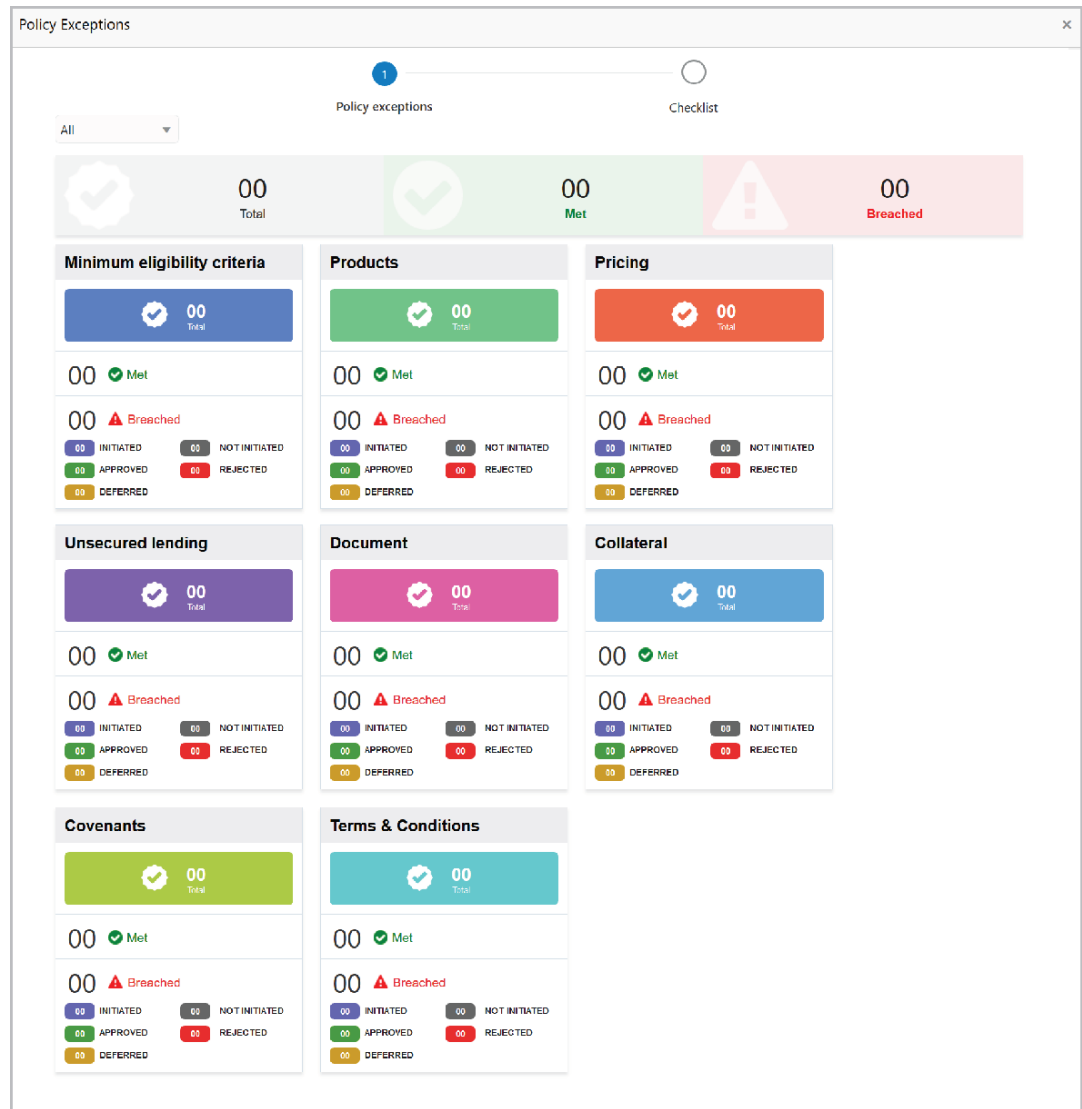 Policy Exceptions ×
1
Policy exceptions Checklist
All
00 00 00
Total Met Breached
Minimum eligibility criteria Products Pricing
00 00 00
Total Total Total
00 Met 00 Met 00 Met
00 Breached 00 Breached 00 Breached
00 INITIATED 00 NOT INITIATED 00 INITIATED 00 NOT INITIATED 00 INITIATED 00 NOT INITIATED
00 APPROVED 00 REJECTED 00 APPROVED 00 REJECTED 00 APPROVED 00 REJECTED
00 DEFERRED 00 DEFERRED 00 DEFERRED
Unsecured lending Document Collateral
00 00 00
Total Total Total
00 Met 00 Met 00 Met
00 Breached 00 Breached 00 Breached
00 INITIATED 00 NOT INITIATED 00 INITIATED 00 NOT INITIATED 00 INITIATED 00 NOT INITIATED
00 APPROVED 00 REJECTED 00 APPROVED 00 REJECTED 00 APPROVED 00 REJECTED
00 DEFERRED 00 DEFERRED 00 DEFERRED
Covenants Terms & Conditions
00 00
Total Total
00 Met 00 Met
00 Breached 00 Breached
00 INITIATED 00 NOT INITIATED 00 INITIATED 00 NOT INITIATED
00 APPROVED 00 REJECTED 00 APPROVED 00 REJECTED
00 DEFERRED 00 DEFERRED